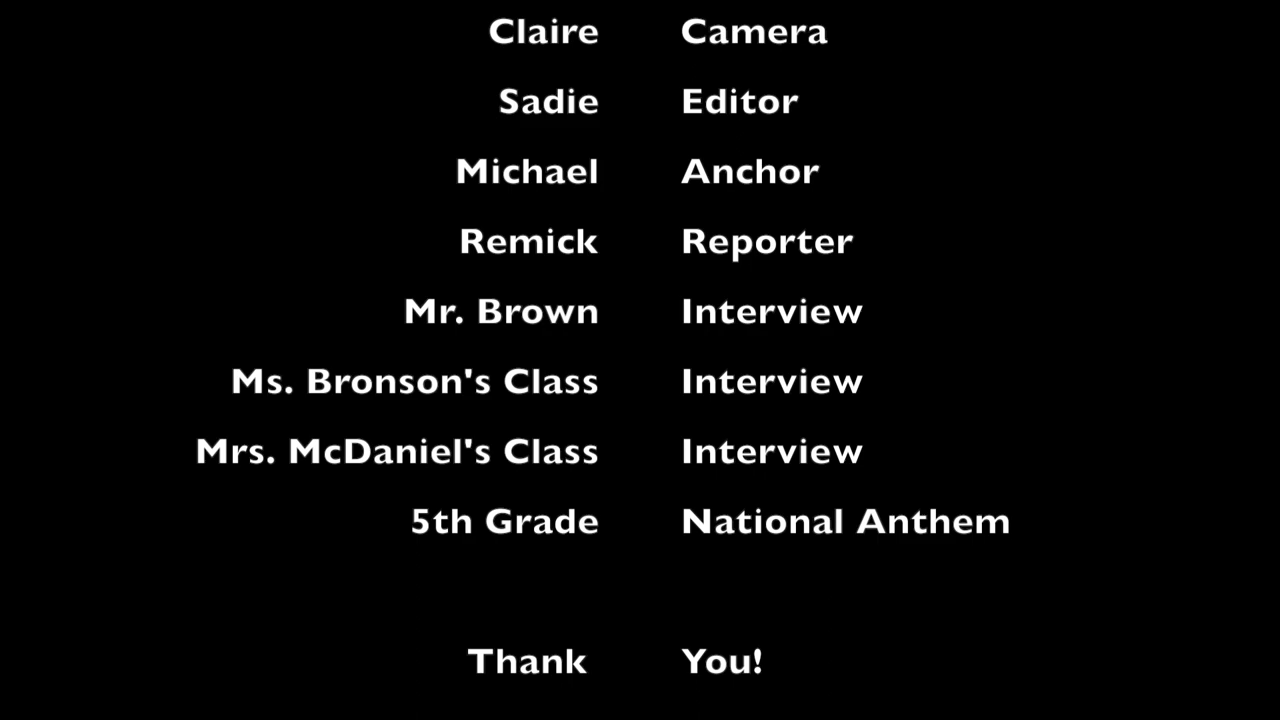 Claire Camera
Sadie Editor
Michael Anchor
Remick Reporter
Mr. Brown Interview
Ms. Bronson's Class Interview
Mrs. McDaniel's Class Interview
5th Grade National Anthem
Thank You!